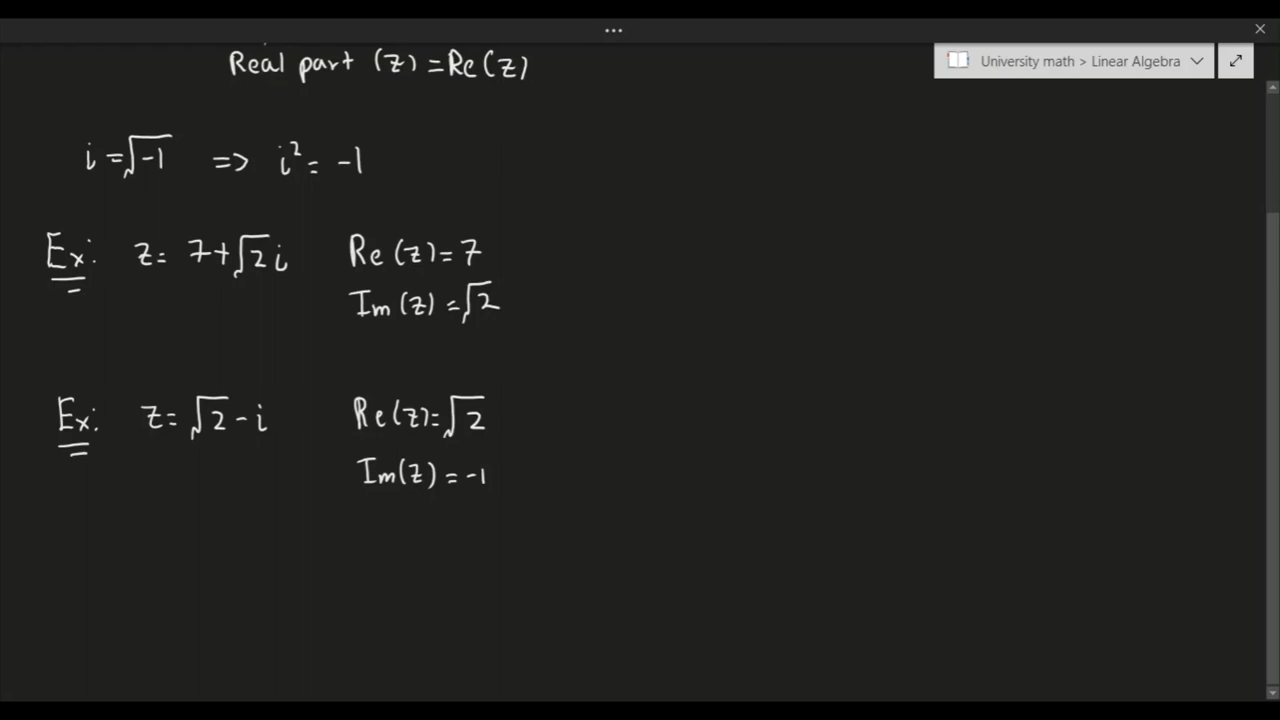 Real part (z) = Re(z)
University math > Linear Algebra
i = √-1 => i² = -1
Ex: z = 7+√2 i Re(z) = 7
Im(z) = √2
Ex: z = √2 - i Re(z) = √2
Im(z) = -1